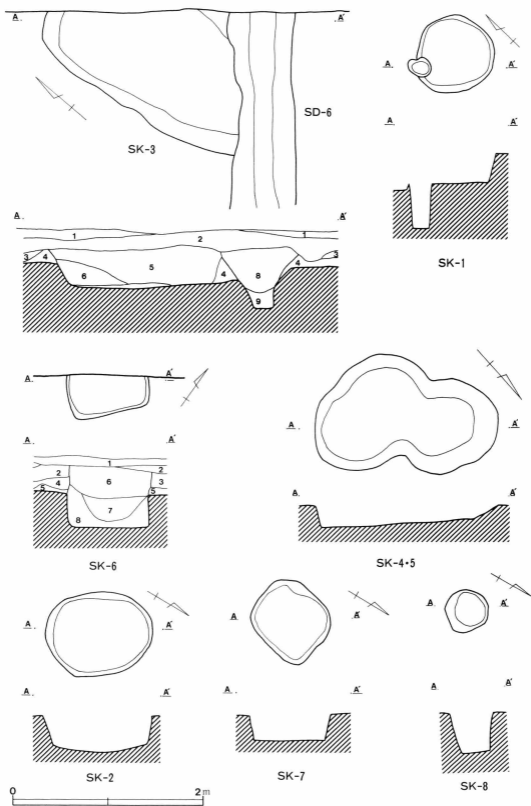 A A′
SD-6
SK-3
A A′
1 2 1
3 4 6 5 4 8 4 3
9
A A′
A A′
SK-1
A A′
A A′
1
2 6 2
4 3
5 7 5
8
SK-6
A A′
A A′
SK-4•5
A A′
A A′
SK-2
A A′
A A′
SK-7
A A′
A A′
SK-8
0 2m